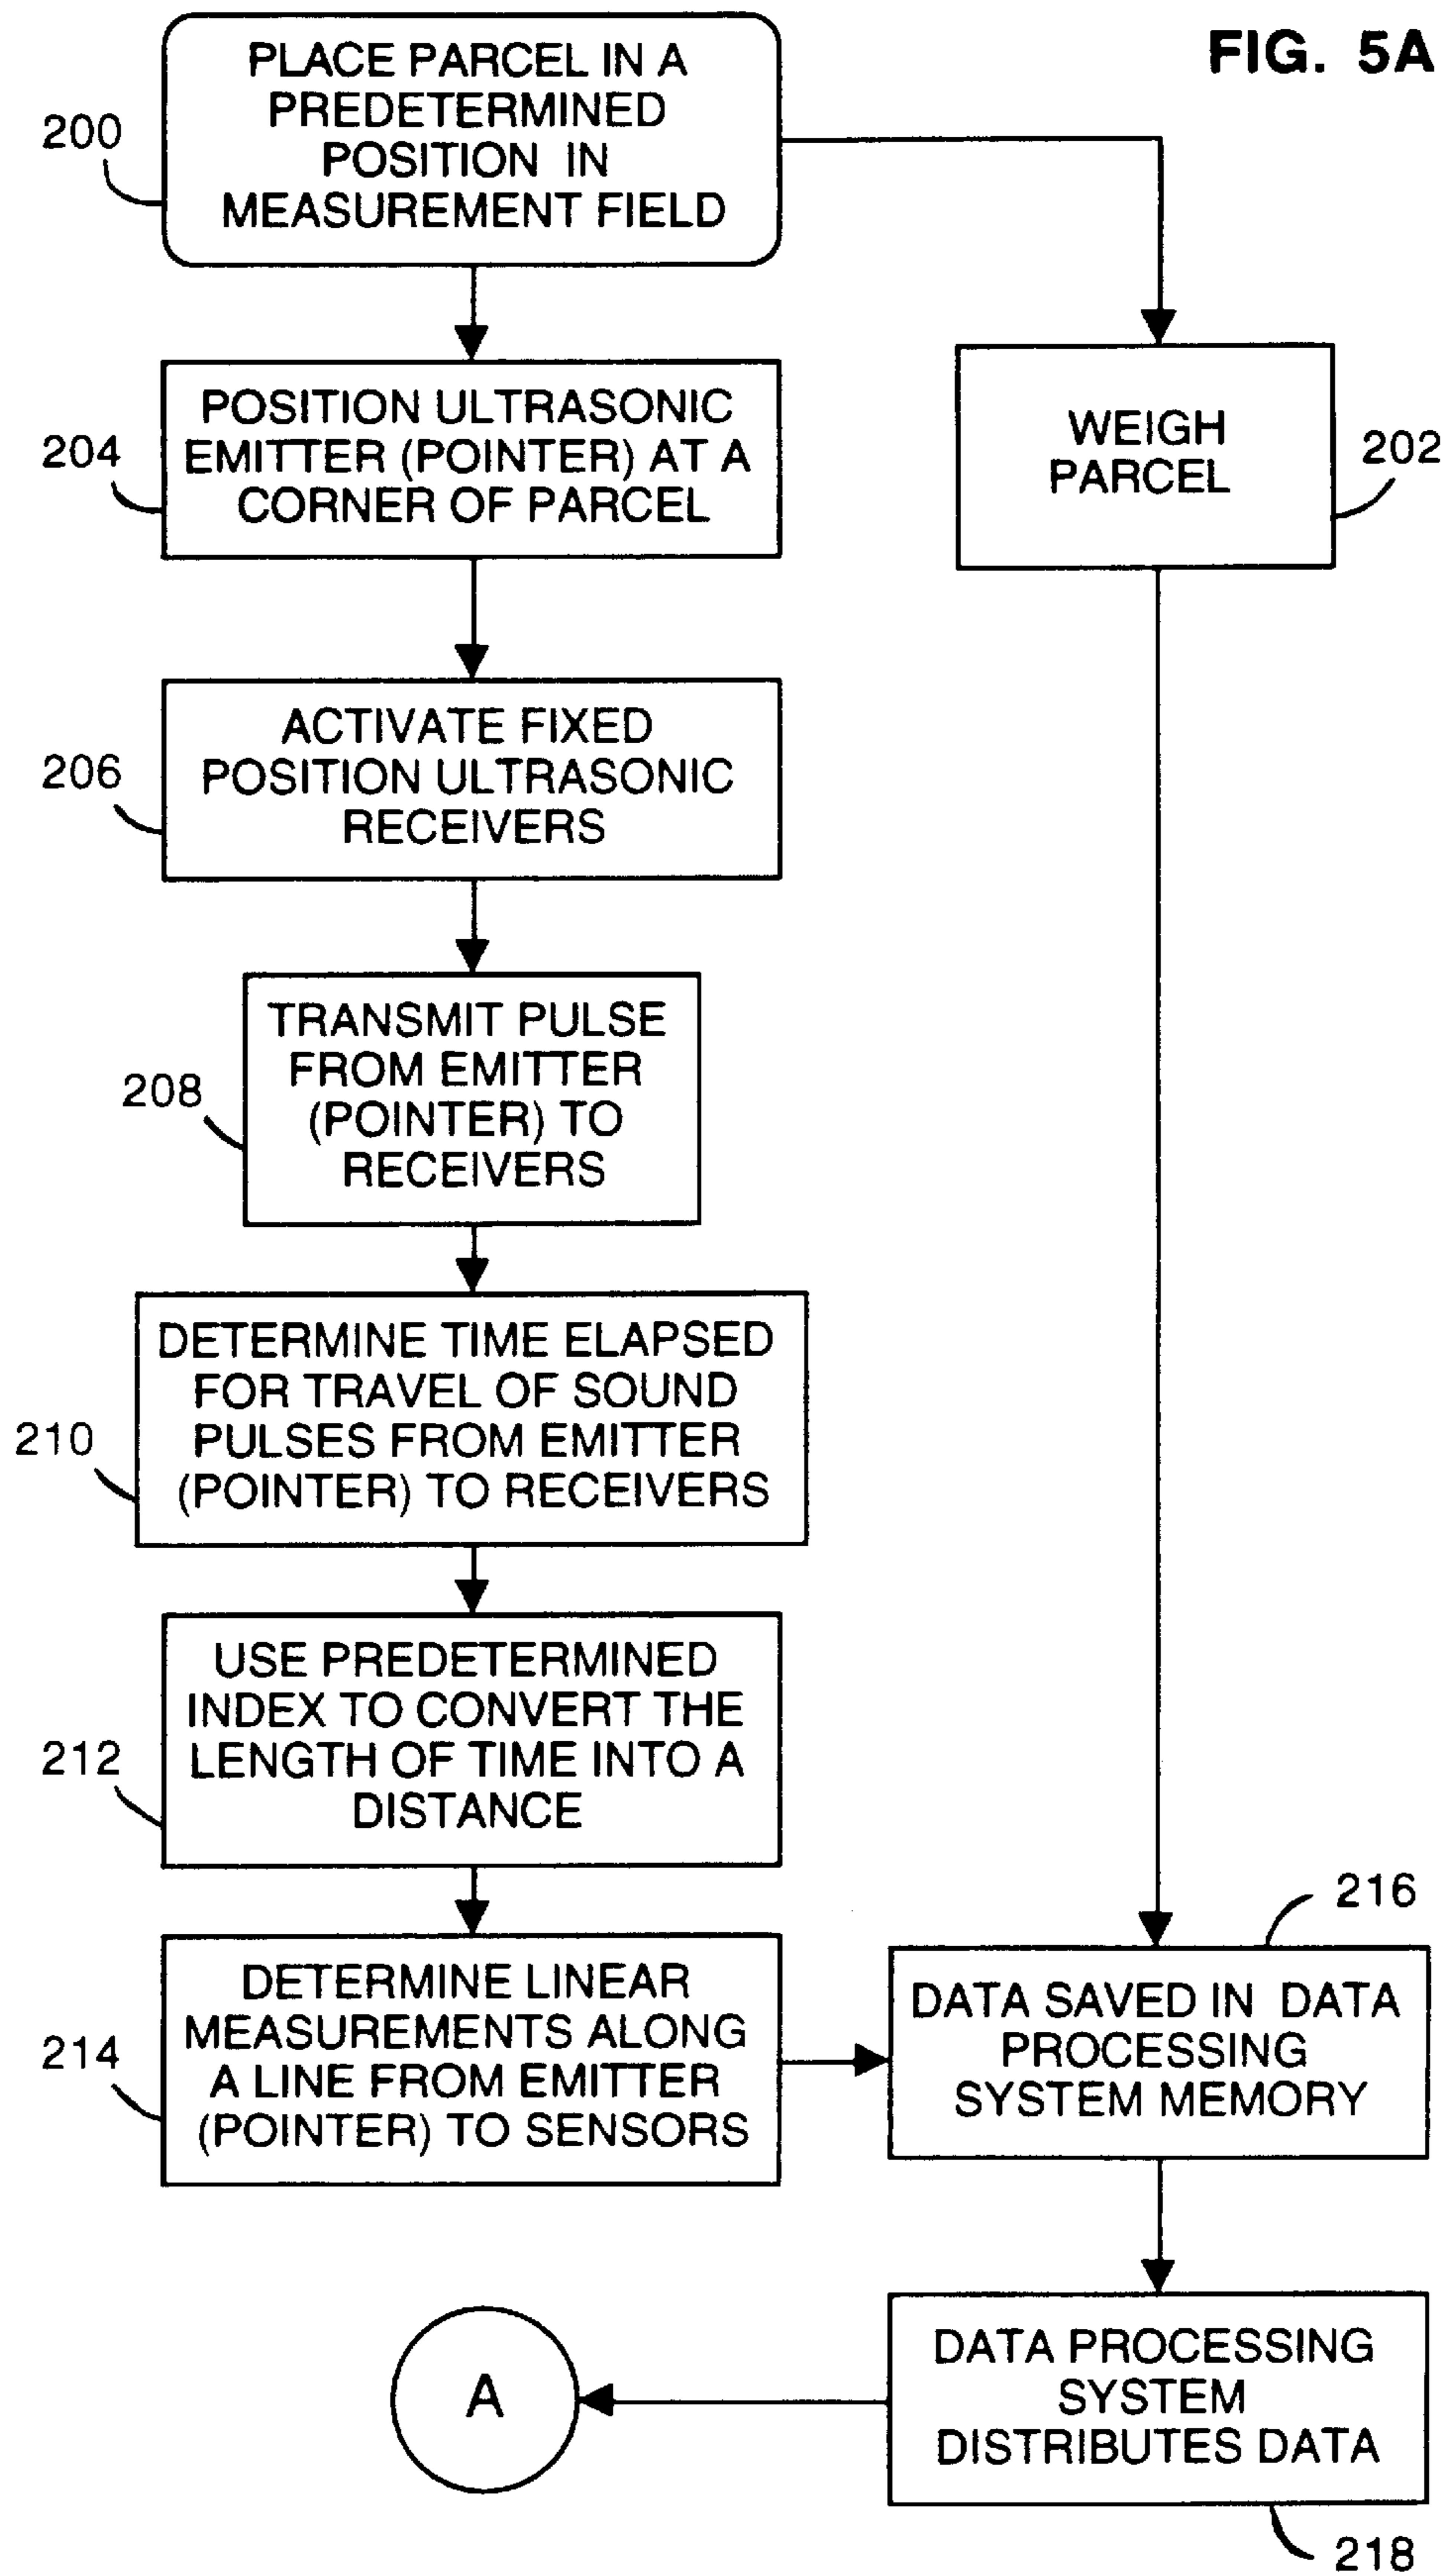 FIG. 5A
PLACE PARCEL IN A
PREDETERMINED
POSITION IN
MEASUREMENT FIELD
200
POSITION ULTRASONIC
EMITTER (POINTER) AT A
CORNER OF PARCEL
204
WEIGH
PARCEL
202
ACTIVATE FIXED
POSITION ULTRASONIC
RECEIVERS
206
TRANSMIT PULSE
FROM EMITTER
(POINTER) TO
RECEIVERS
208
DETERMINE TIME ELAPSED
FOR TRAVEL OF SOUND
PULSES FROM EMITTER
(POINTER) TO RECEIVERS
210
USE PREDETERMINED
INDEX TO CONVERT THE
LENGTH OF TIME INTO A
DISTANCE
212
DETERMINE LINEAR
MEASUREMENTS ALONG
A LINE FROM EMITTER
(POINTER) TO SENSORS
214
216
DATA SAVED IN DATA
PROCESSING
SYSTEM MEMORY
DATA PROCESSING
SYSTEM
DISTRIBUTES DATA
218
A